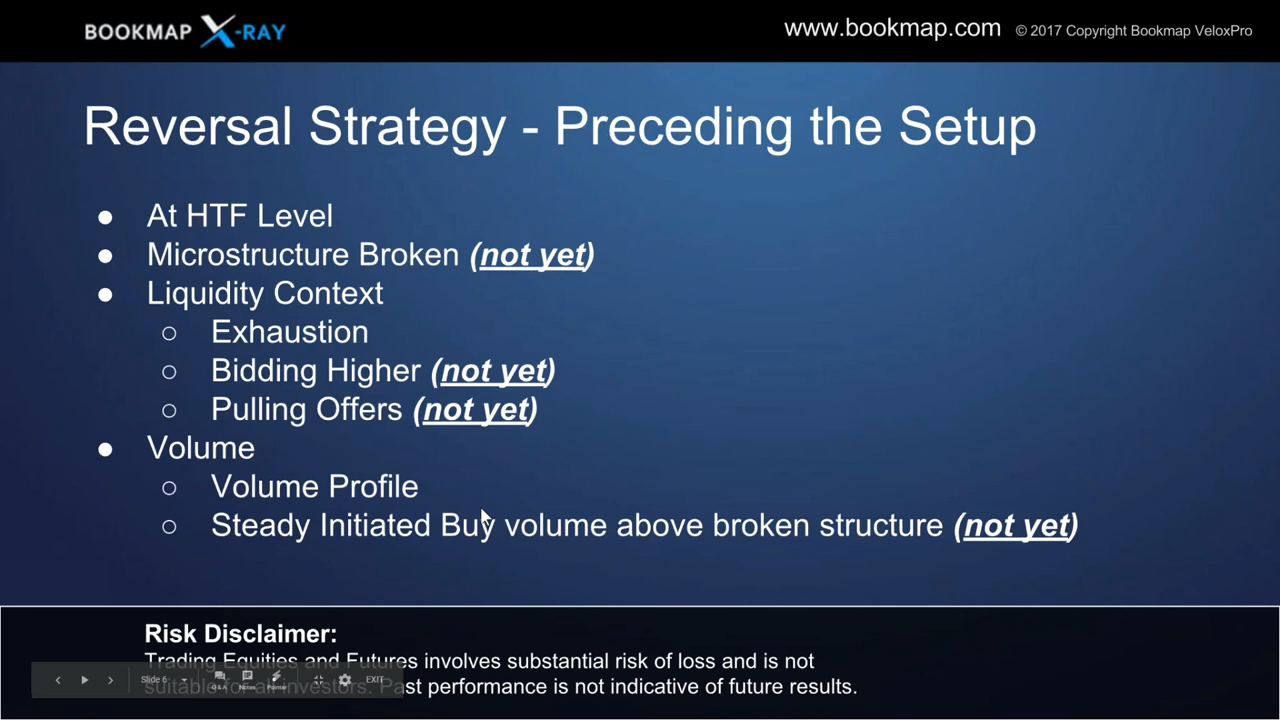 BOOKMAP X-RAY
www.bookmap.com © 2017 Copyright Bookmap VeloxPro
Reversal Strategy - Preceding the Setup
● At HTF Level
● Microstructure Broken (not yet)
● Liquidity Context
○ Exhaustion
○ Bidding Higher (not yet)
○ Pulling Offers (not yet)
● Volume
○ Volume Profile
○ Steady Initiated Buy volume above broken structure (not yet)
Risk Disclaimer:
Trading Equities and Futures involves substantial risk of loss and is not
suitable for all investors. Past performance is not indicative of future results.
Slide 6 Q&A Notes Pointer EXIT